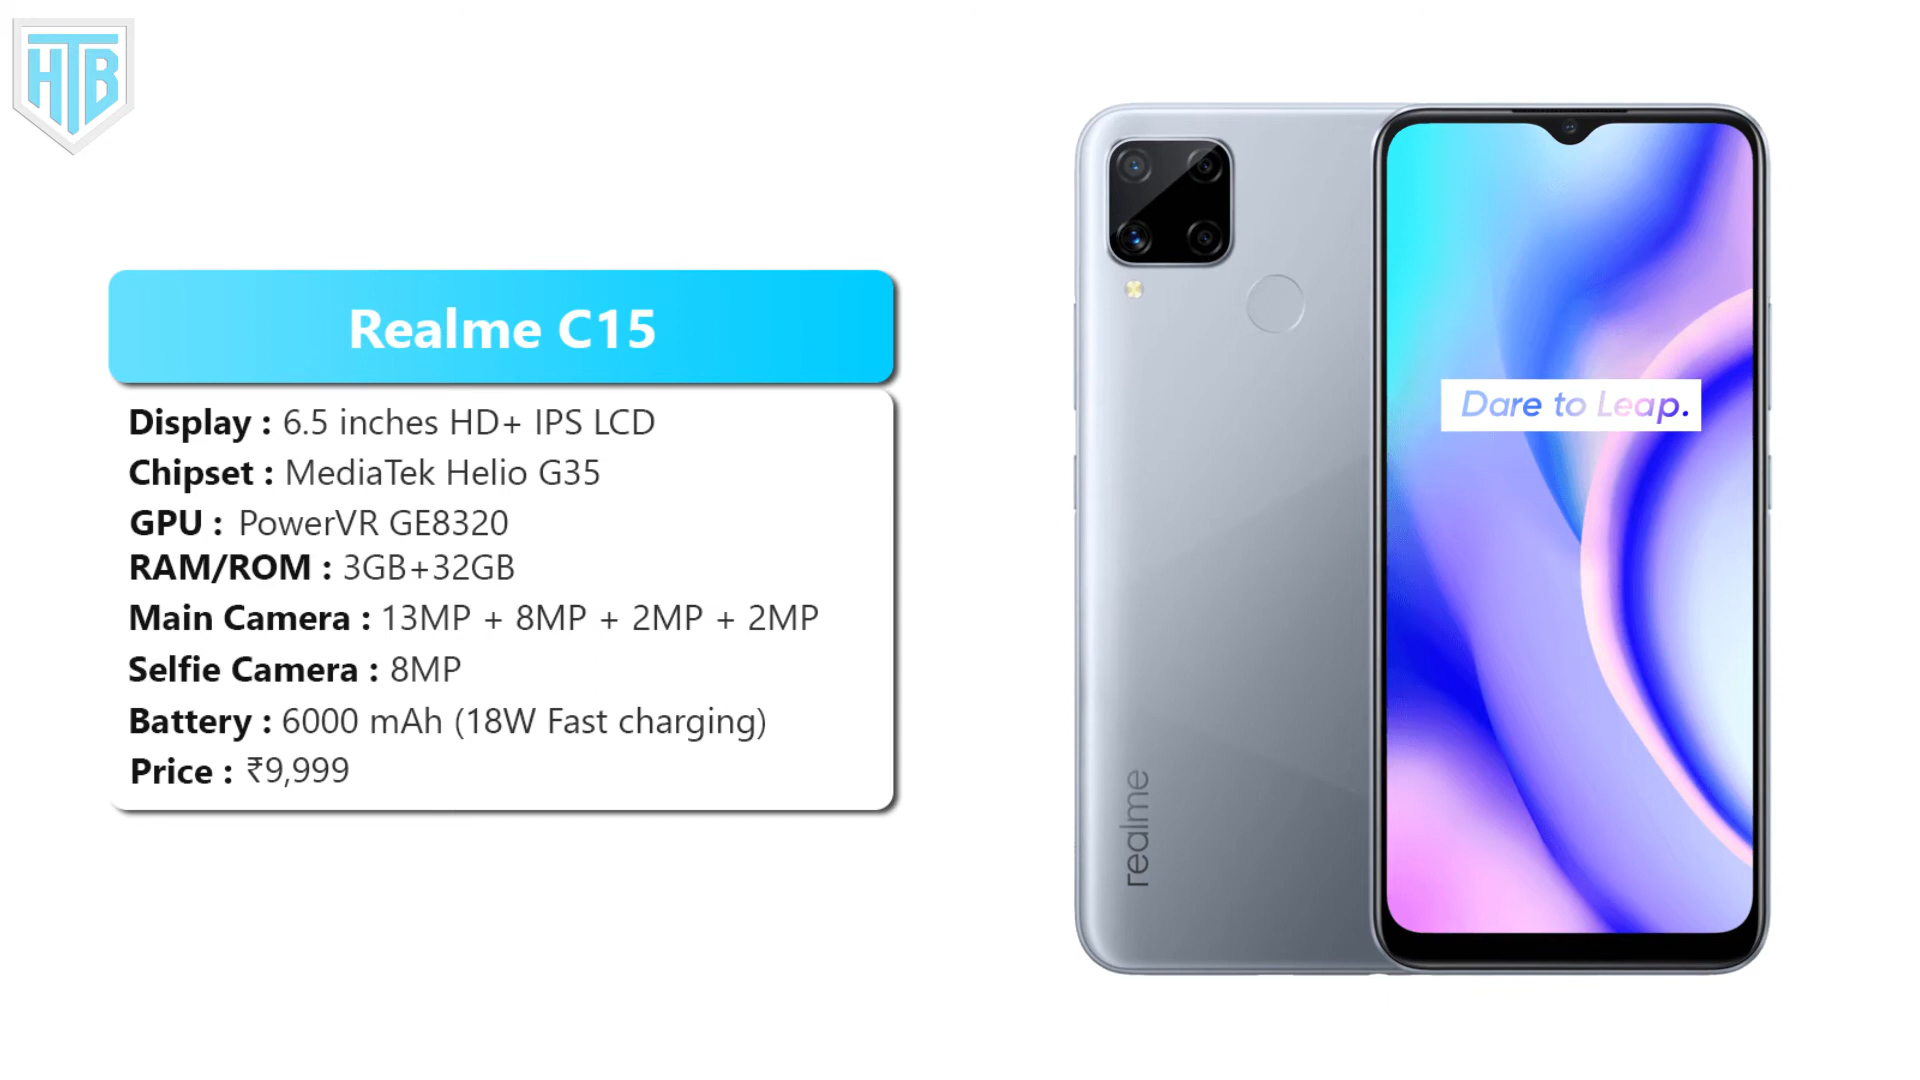 HTB
Realme C15
Display : 6.5 inches HD+ IPS LCD
Chipset : MediaTek Helio G35
GPU : PowerVR GE8320
RAM/ROM : 3GB+32GB
Main Camera : 13MP + 8MP + 2MP + 2MP
Selfie Camera : 8MP
Battery : 6000 mAh (18W Fast charging)
Price : ₹9,999
Dare to Leap.
realme